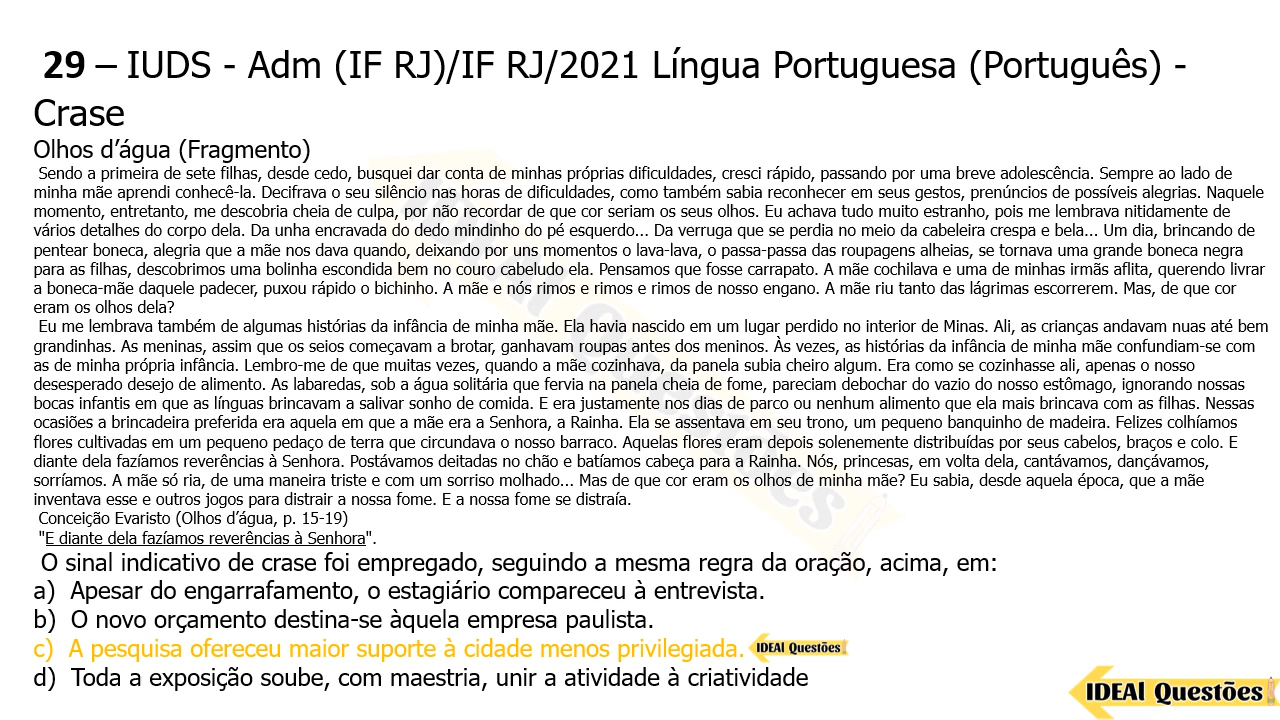 29 – IUDS - Adm (IF RJ)/IF RJ/2021 Língua Portuguesa (Português) -
Crase
Olhos d’água (Fragmento)
Sendo a primeira de sete filhas, desde cedo, busquei dar conta de minhas próprias dificuldades, cresci rápido, passando por uma breve adolescência. Sempre ao lado de
minha mãe aprendi conhecê-la. Decifrava o seu silêncio nas horas de dificuldades, como também sabia reconhecer em seus gestos, prenúncios de possíveis alegrias. Naquele
momento, entretanto, me descobria cheia de culpa, por não recordar de que cor seriam os seus olhos. Eu achava tudo muito estranho, pois me lembrava nitidamente de
vários detalhes do corpo dela. Da unha encravada do dedo mindinho do pé esquerdo... Da verruga que se perdia no meio da cabeleira crespa e bela... Um dia, brincando de
pentear boneca, alegria que a mãe nos dava quando, deixando por uns momentos o lava-lava, o passa-passa das roupagens alheias, se tornava uma grande boneca negra
para as filhas, descobrimos uma bolinha escondida bem no couro cabeludo ela. Pensamos que fosse carrapato. A mãe cochilava e uma de minhas irmãs aflita, querendo livrar
a boneca-mãe daquele padecer, puxou rápido o bichinho. A mãe e nós rimos e rimos e rimos de nosso engano. A mãe riu tanto das lágrimas escorrerem. Mas, de que cor
eram os olhos dela?
Eu me lembrava também de algumas histórias da infância de minha mãe. Ela havia nascido em um lugar perdido no interior de Minas. Ali, as crianças andavam nuas até bem
grandinhas. As meninas, assim que os seios começavam a brotar, ganhavam roupas antes dos meninos. Às vezes, as histórias da infância de minha mãe confundiam-se com
as de minha própria infância. Lembro-me de que muitas vezes, quando a mãe cozinhava, da panela subia cheiro algum. Era como se cozinhasse ali, apenas o nosso
desesperado desejo de alimento. As labaredas, sob a água solitária que fervia na panela cheia de fome, pareciam debochar do vazio do nosso estômago, ignorando nossas
bocas infantis em que as línguas brincavam a salivar sonho de comida. E era justamente nos dias de parco ou nenhum alimento que ela mais brincava com as filhas. Nessas
ocasiões a brincadeira preferida era aquela em que a mãe era a Senhora, a Rainha. Ela se assentava em seu trono, um pequeno banquinho de madeira. Felizes colhíamos
flores cultivadas em um pequeno pedaço de terra que circundava o nosso barraco. Aquelas flores eram depois solenemente distribuídas por seus cabelos, braços e colo. E
diante dela fazíamos reverências à Senhora. Postávamos deitadas no chão e batíamos cabeça para a Rainha. Nós, princesas, em volta dela, cantávamos, dançávamos,
sorríamos. A mãe só ria, de uma maneira triste e com um sorriso molhado... Mas de que cor eram os olhos de minha mãe? Eu sabia, desde aquela época, que a mãe
inventava esse e outros jogos para distrair a nossa fome. E a nossa fome se distraía.
Conceição Evaristo (Olhos d’água, p. 15-19)
"E diante dela fazíamos reverências à Senhora".
O sinal indicativo de crase foi empregado, seguindo a mesma regra da oração, acima, em:
a) Apesar do engarrafamento, o estagiário compareceu à entrevista.
b) O novo orçamento destina-se àquela empresa paulista.
c) A pesquisa ofereceu maior suporte à cidade menos privilegiada. IDEAl Questões
d) Toda a exposição soube, com maestria, unir a atividade à criatividade
IDEAl Questões